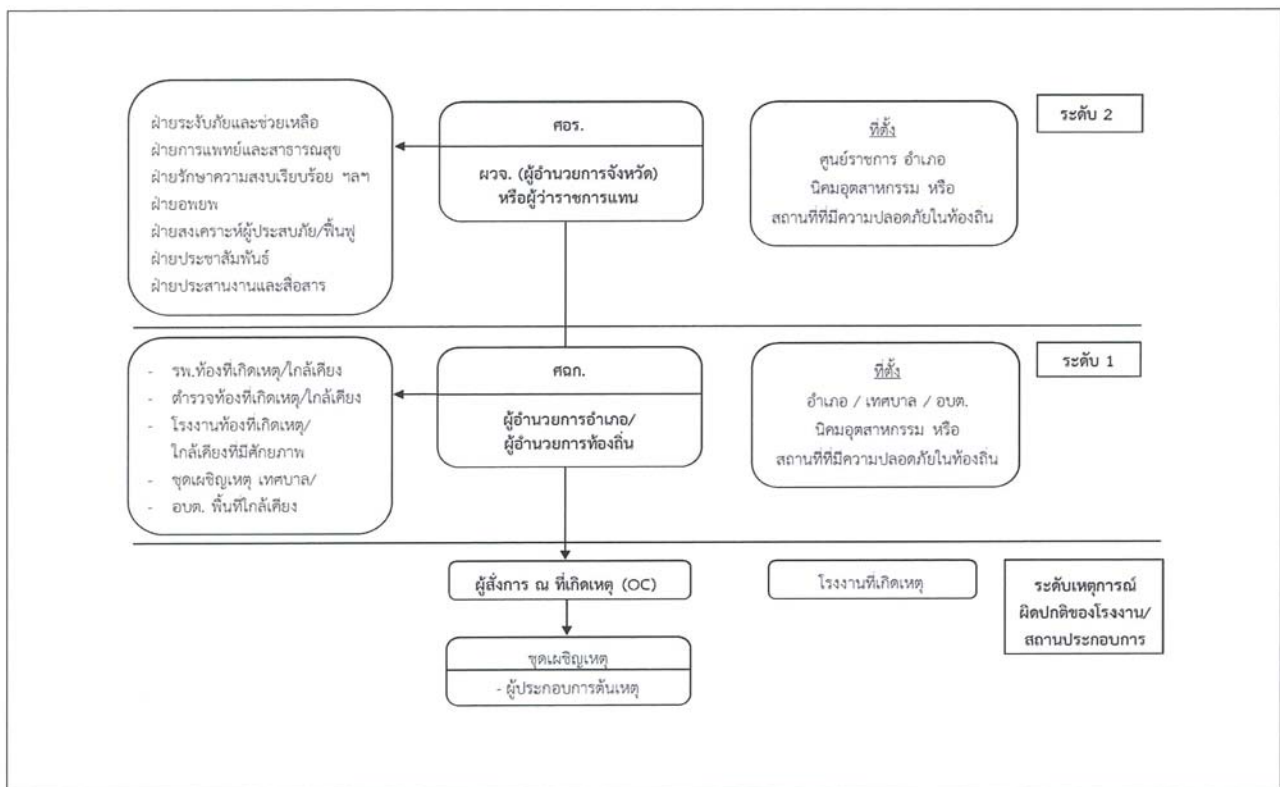 ฝ่ายระงับภัยและช่วยเหลือ
ฝ่ายการแพทย์และสาธารณสุข
ฝ่ายรักษาความสงบเรียบร้อย ฯลฯ
ฝ่ายอพยพ
ฝ่ายสงเคราะห์ผู้ประสบภัย/ฟื้นฟู
ฝ่ายประชาสัมพันธ์
ฝ่ายประสานงานและสื่อสาร
ศอร.
ผวจ. (ผู้อำนวยการจังหวัด)
หรือผู้ว่าราชการแทน
ที่ตั้ง
ศูนย์ราชการ อำเภอ
นิคมอุตสาหกรรม หรือ
สถานที่ที่มีความปลอดภัยในท้องถิ่น
ระดับ 2
- รพ.ท้องที่เกิดเหตุ/ใกล้เคียง
- ตำรวจท้องที่เกิดเหตุ/ใกล้เคียง
- โรงงานท้องที่เกิดเหตุ/
ใกล้เคียงที่มีศักยภาพ
- ชุดเผชิญเหตุ เทศบาล/
- อบต. พื้นที่ใกล้เคียง
ศฉก.
ผู้อำนวยการอำเภอ/
ผู้อำนวยการท้องถิ่น
ที่ตั้ง
อำเภอ / เทศบาล / อบต.
นิคมอุตสาหกรรม หรือ
สถานที่ที่มีความปลอดภัยในท้องถิ่น
ระดับ 1
ผู้สั่งการ ณ ที่เกิดเหตุ (OC)
โรงงานที่เกิดเหตุ
ระดับเหตุการณ์
ผิดปกติของโรงงาน/
สถานประกอบการ
ชุดเผชิญเหตุ
- ผู้ประกอบการต้นเหตุ